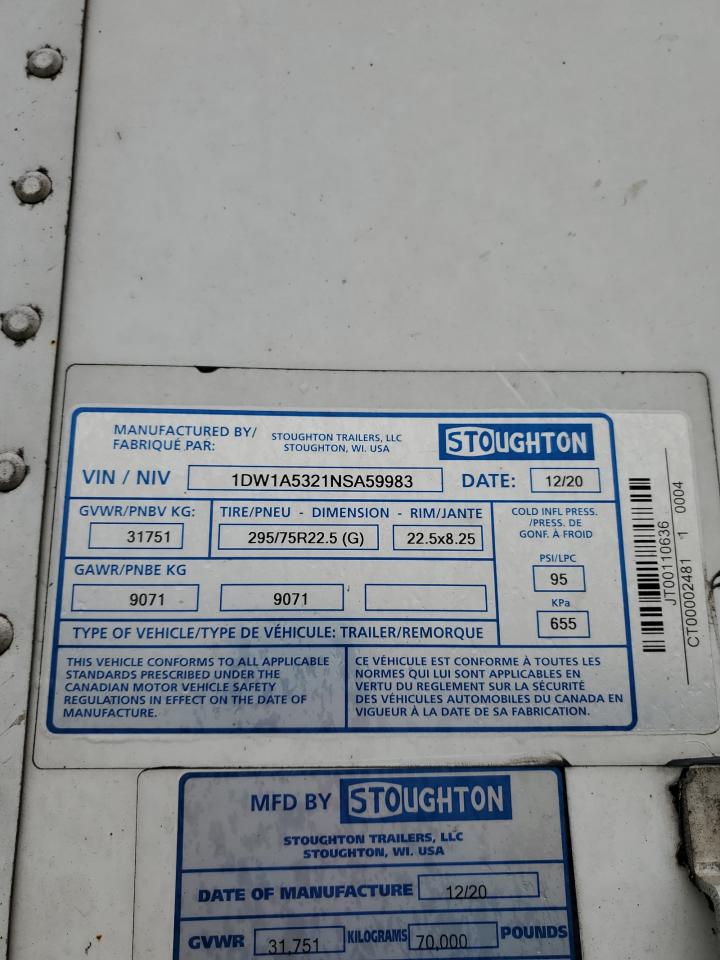 MANUFACTURED BY/
FABRIQUÉ PAR:
STOUGHTON TRAILERS, LLC
STOUGHTON, WI. USA
STOUGHTON
VIN / NIV 1DW1A5321NSA59983 DATE: 12/20
GVWR/PNBV KG:
31751
TIRE/PNEU - DIMENSION - RIM/JANTE
295/75R22.5 (G) 22.5x8.25
COLD INFL PRESS.
/PRESS. DE
GONF. À FROID
PSI/LPC
95
KPa
655
GAWR/PNBE KG
9071 9071
TYPE OF VEHICLE/TYPE DE VÉHICULE: TRAILER/REMORQUE
THIS VEHICLE CONFORMS TO ALL APPLICABLE
STANDARDS PRESCRIBED UNDER THE
CANADIAN MOTOR VEHICLE SAFETY
REGULATIONS IN EFFECT ON THE DATE OF
MANUFACTURE.
CE VÉHICULE EST CONFORME À TOUTES LES
NORMES QUI LUI SONT APPLICABLES EN
VERTU DU REGLEMENT SUR LA SÉCURITÉ
DES VÉHICULES AUTOMOBILES DU CANADA EN
VIGUEUR À LA DATE DE SA FABRICATION.
JT00110636
CT00002481 1 0004
MFD BY STOUGHTON
STOUGHTON TRAILERS, LLC
STOUGHTON, WI. USA
DATE OF MANUFACTURE 12/20
GVWR 31,751 KILOGRAMS 70,000 POUNDS